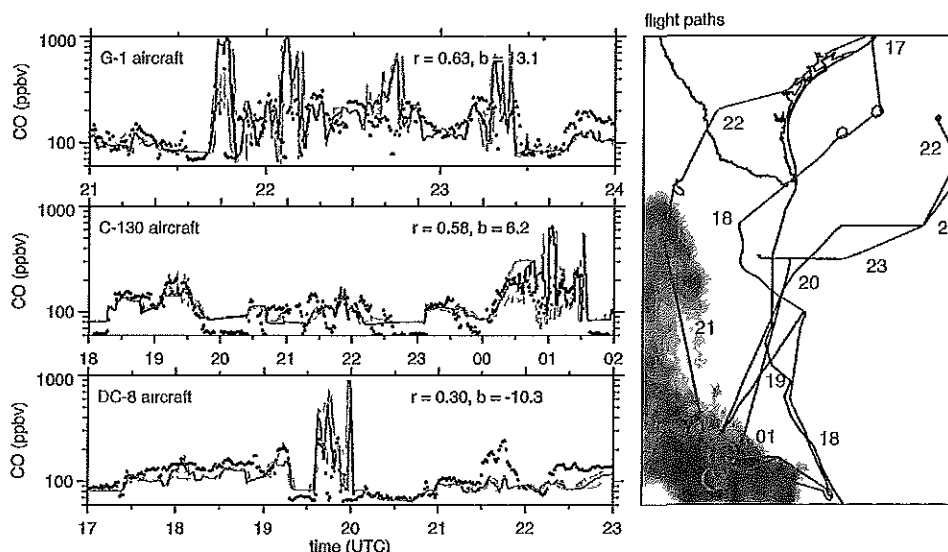 flight paths
1000
G-1 aircraft
r = 0.63, b = 13.1
CO (ppbv)
100
21 22 23 24
1000
C-130 aircraft
r = 0.58, b = 6.2
CO (ppbv)
100
18 19 20 21 22 23 00 01 02
1000
DC-8 aircraft
r = 0.30, b = -10.3
CO (ppbv)
100
17 18 19 20 21 22 23
time (UTC)
17
22
22
18
23
20
21
19
01
18